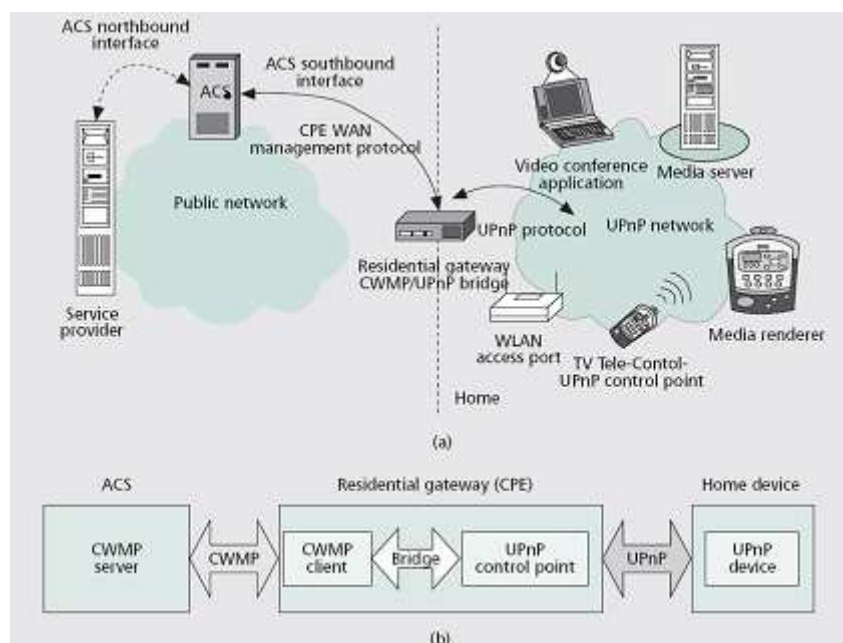 ACS northbound
interface
ACS
ACS southbound
interface
CPE WAN
management protocol
Public network
Service
provider
Residential gateway
CWMP/UPnP bridge
UPnP protocol
Video conference
application
Media server
UPnP network
WLAN
access port
TV Tele-Contol-
UPnP control point
Media renderer
Home
(a)
ACS
Residential gateway (CPE)
Home device
CWMP
server
CWMP
CWMP
client
Bridge
UPnP
control point
UPnP
UPnP
device
(b)